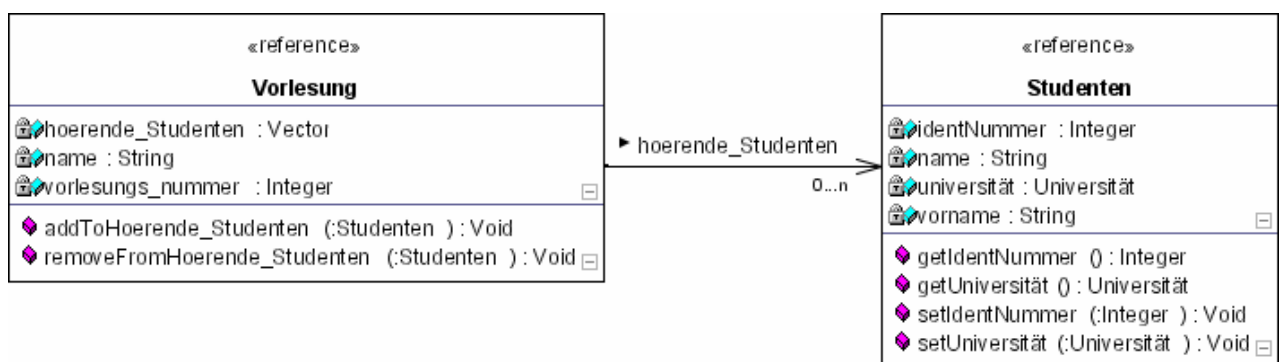 «reference»
Vorlesung
hoerende_Studenten : Vector
name : String
vorlesungs_nummer : Integer
addToHoerende_Studenten (:Studenten ) : Void
removeFromHoerende_Studenten (:Studenten ) : Void
hoerende_Studenten
0...n
«reference»
Studenten
identNummer : Integer
name : String
universität : Universität
vorname : String
getIdentNummer () : Integer
getUniversität () : Universität
setIdentNummer (:Integer ) : Void
setUniversität (:Universität ) : Void